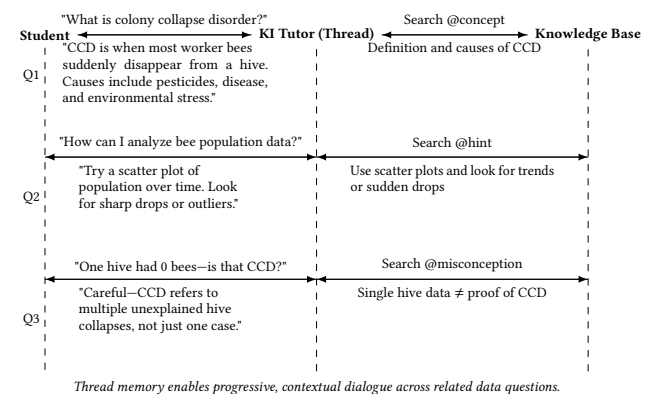 "What is colony collapse disorder?"
Search @concept
Student
KI Tutor (Thread)
Knowledge Base
"CCD is when most worker bees
suddenly disappear from a hive.
Causes include pesticides, disease,
and environmental stress."
Definition and causes of CCD
Q1
"How can I analyze bee population data?"
Search @hint
"Try a scatter plot of
population over time. Look
for sharp drops or outliers."
Use scatter plots and look for trends
or sudden drops
Q2
"One hive had 0 bees—is that CCD?"
Search @misconception
"Careful—CCD refers to
multiple unexplained hive
collapses, not just one case."
Single hive data ≠ proof of CCD
Q3
Thread memory enables progressive, contextual dialogue across related data questions.